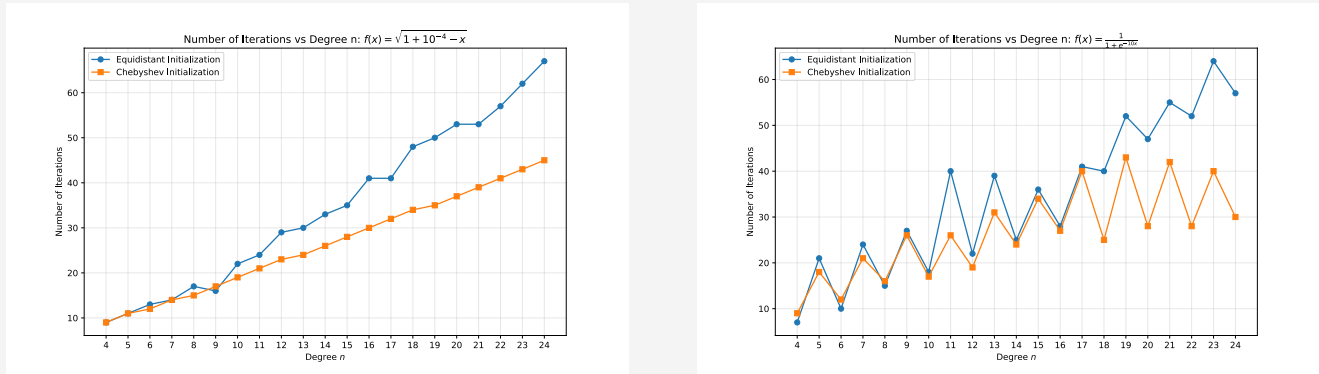 Number of Iterations vs Degree n: f(x) = √1 + 10⁻⁴ − x
Equidistant Initialization
Chebyshev Initialization
60
50
40
30
20
10
Number of Iterations
4 5 6 7 8 9 10 11 12 13 14 15 16 17 18 19 20 21 22 23 24
Degree n
Number of Iterations vs Degree n: f(x) = 1/(1+e⁻¹⁰ˣ)
Equidistant Initialization
Chebyshev Initialization
60
50
40
30
20
10
Number of Iterations
4 5 6 7 8 9 10 11 12 13 14 15 16 17 18 19 20 21 22 23 24
Degree n